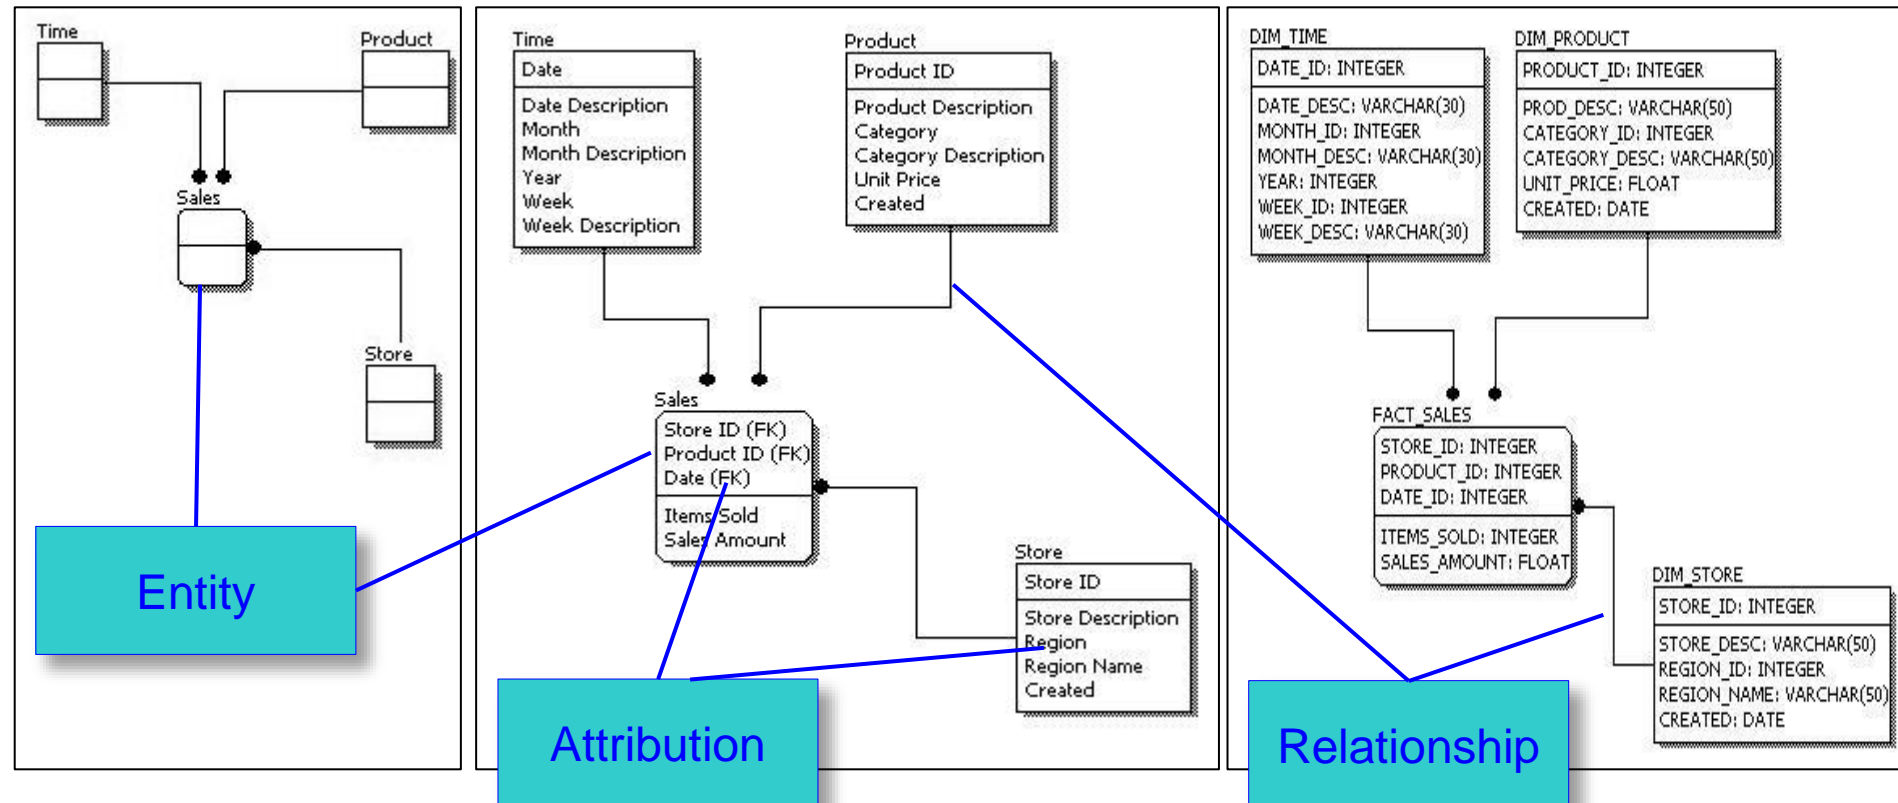 Time
Product
Sales
Store
Entity
Time
Date
Date Description
Month
Month Description
Year
Week
Week Description
Product
Product ID
Product Description
Category
Category Description
Unit Price
Created
Sales
Store ID (FK)
Product ID (FK)
Date (FK)
Items Sold
Sales Amount
Store
Store ID
Store Description
Region
Region Name
Created
Attribution
DIM_TIME
DATE_ID: INTEGER
DATE_DESC: VARCHAR(30)
MONTH_ID: INTEGER
MONTH_DESC: VARCHAR(30)
YEAR: INTEGER
WEEK_ID: INTEGER
WEEK_DESC: VARCHAR(30)
DIM_PRODUCT
PRODUCT_ID: INTEGER
PROD_DESC: VARCHAR(50)
CATEGORY_ID: INTEGER
CATEGORY_DESC: VARCHAR(50)
UNIT_PRICE: FLOAT
CREATED: DATE
FACT_SALES
STORE_ID: INTEGER
PRODUCT_ID: INTEGER
DATE_ID: INTEGER
ITEMS_SOLD: INTEGER
SALES_AMOUNT: FLOAT
DIM_STORE
STORE_ID: INTEGER
STORE_DESC: VARCHAR(50)
REGION_ID: INTEGER
REGION_NAME: VARCHAR(50)
CREATED: DATE
Relationship